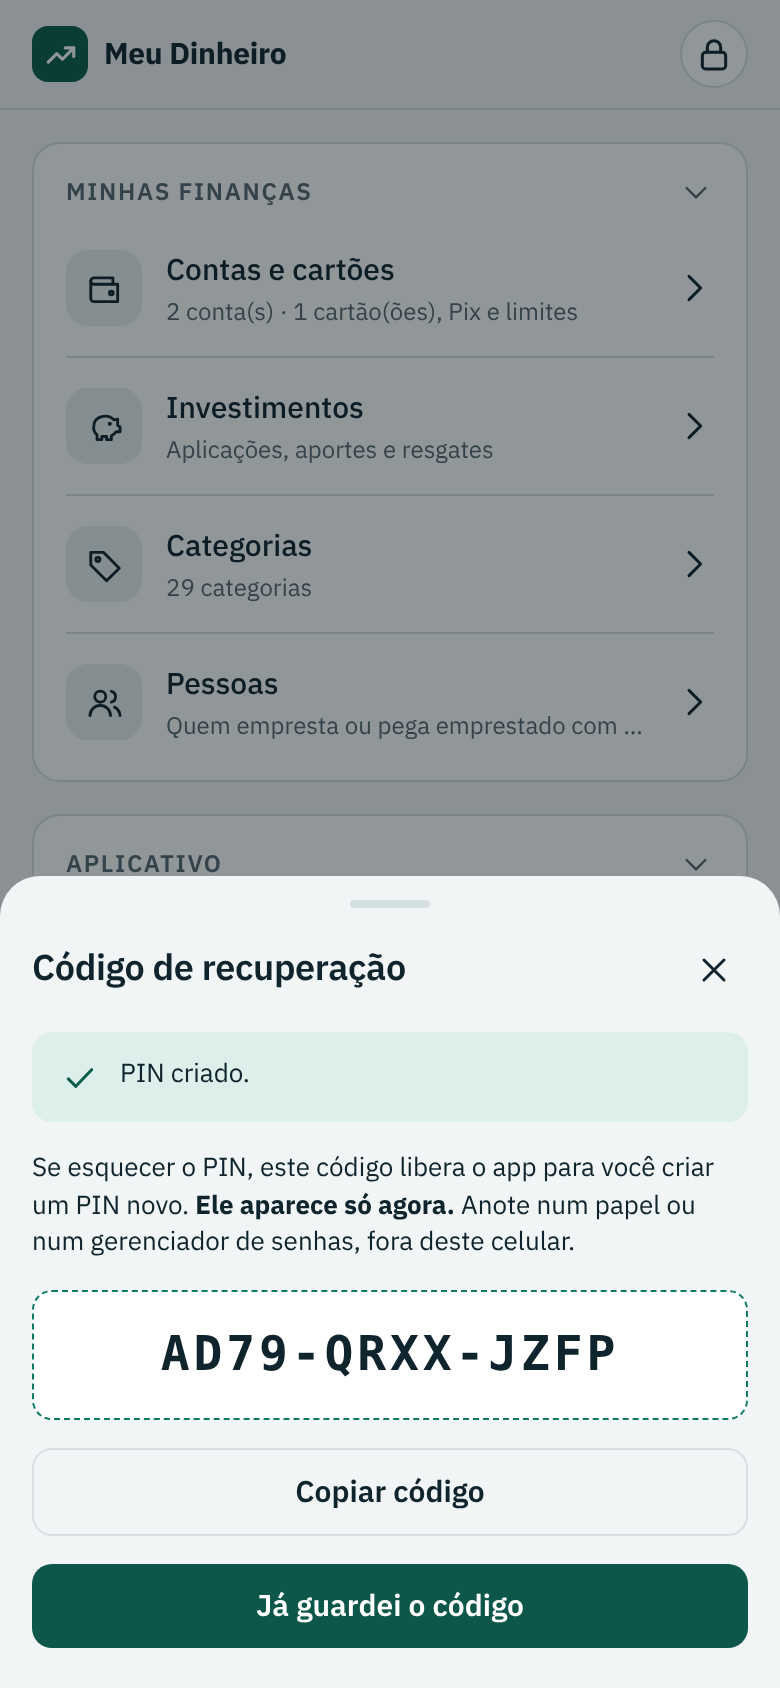 Meu Dinheiro
MINHAS FINANÇAS
Contas e cartões
2 conta(s) · 1 cartão(ões), Pix e limites
Investimentos
Aplicações, aportes e resgates
Categorias
29 categorias
Pessoas
Quem empresta ou pega emprestado com ...
APLICATIVO
Código de recuperação
PIN criado.
Se esquecer o PIN, este código libera o app para você criar
um PIN novo. Ele aparece só agora. Anote num papel ou
num gerenciador de senhas, fora deste celular.
AD79-QRXX-JZFP
Copiar código
Já guardei o código